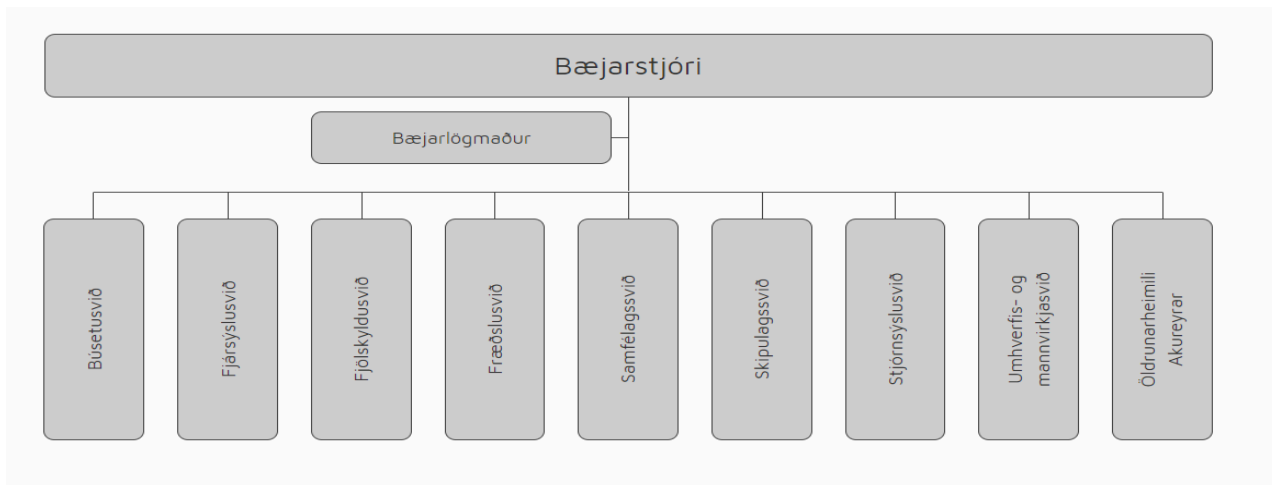 Bæjarstjóri
Bæjarlögmaður
Búsetusvið
Fjársýslusvið
Fjölskyldusvið
Fræðslusvið
Samfélagssvið
Skipulagssvið
Stjórnsýslusvið
Umhverfis- og
mannvirkjasvið
Öldrunarheimili
Akureyrar